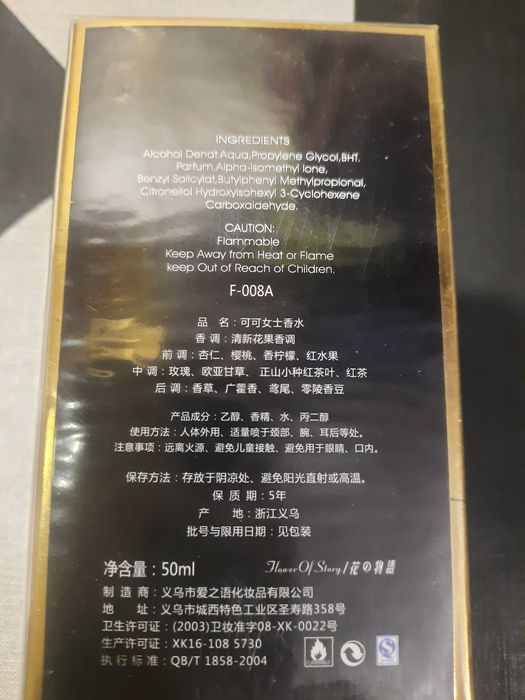 INGREDIENTS
Alcohol Denat,Aqua,Propylene Glycol,BHT,
Parfum,Alpha-Isomethyl Ione,
Benzyl Salicylat,Butylphenyl Methylpropional,
Citronellol Hydroxylsohexyl 3-Cyclohexene
Carboxaldehyde.
CAUTION:
Flammable
Keep Away from Heat or Flame
keep Out of Reach of Children.
F-008A
品 名：可可女士香水
香 调：清新花果香调
前 调：杏仁、樱桃、香柠檬、红水果
中 调：玫瑰、欧亚甘草、 正山小种红茶叶、红茶
后 调：香草、广藿香、鸢尾、零陵香豆
产品成分：乙醇、香精、水、丙二醇
使用方法：人体外用、适量喷于颈部、腕、耳后等处。
注意事项：远离火源、避免儿童接触、避免用于眼睛、口内。
保存方法：存放于阴凉处、避免阳光直射或高温。
保 质 期：5年
产 地：浙江义乌
批号与限用日期：见包装
净含量：50ml
Flower Of Story/花の物語
制 造 商：义乌市爱之语化妆品有限公司
地 址：义乌市城西特色工业区圣寿路358号
卫生许可证：(2003)卫妆准字08-XK-0022号
生产许可证：XK16-108 5730
执行标准：QB/T 1858-2004